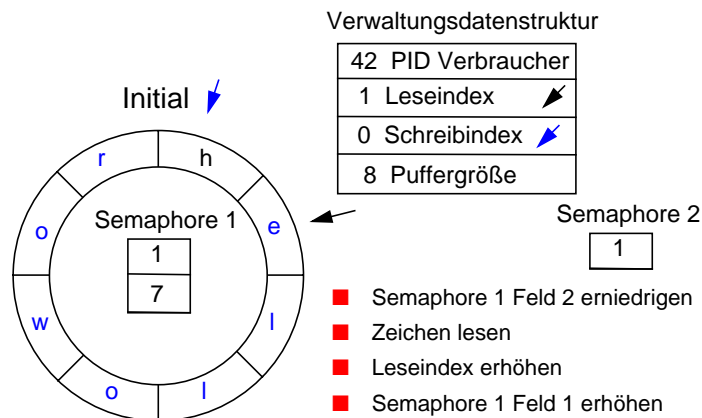 Verwaltungsdatenstruktur
42 PID Verbraucher
1 Leseindex
0 Schreibindex
8 Puffergröße
Initial
r
h
e
l
l
o
w
o
Semaphore 1
1
7
Semaphore 2
1
Semaphore 1 Feld 2 erniedrigen
Zeichen lesen
Leseindex erhöhen
Semaphore 1 Feld 1 erhöhen